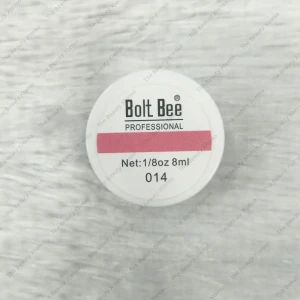 Bolt Bee®
PROFESSIONAL
Net:1/8oz 8ml
014